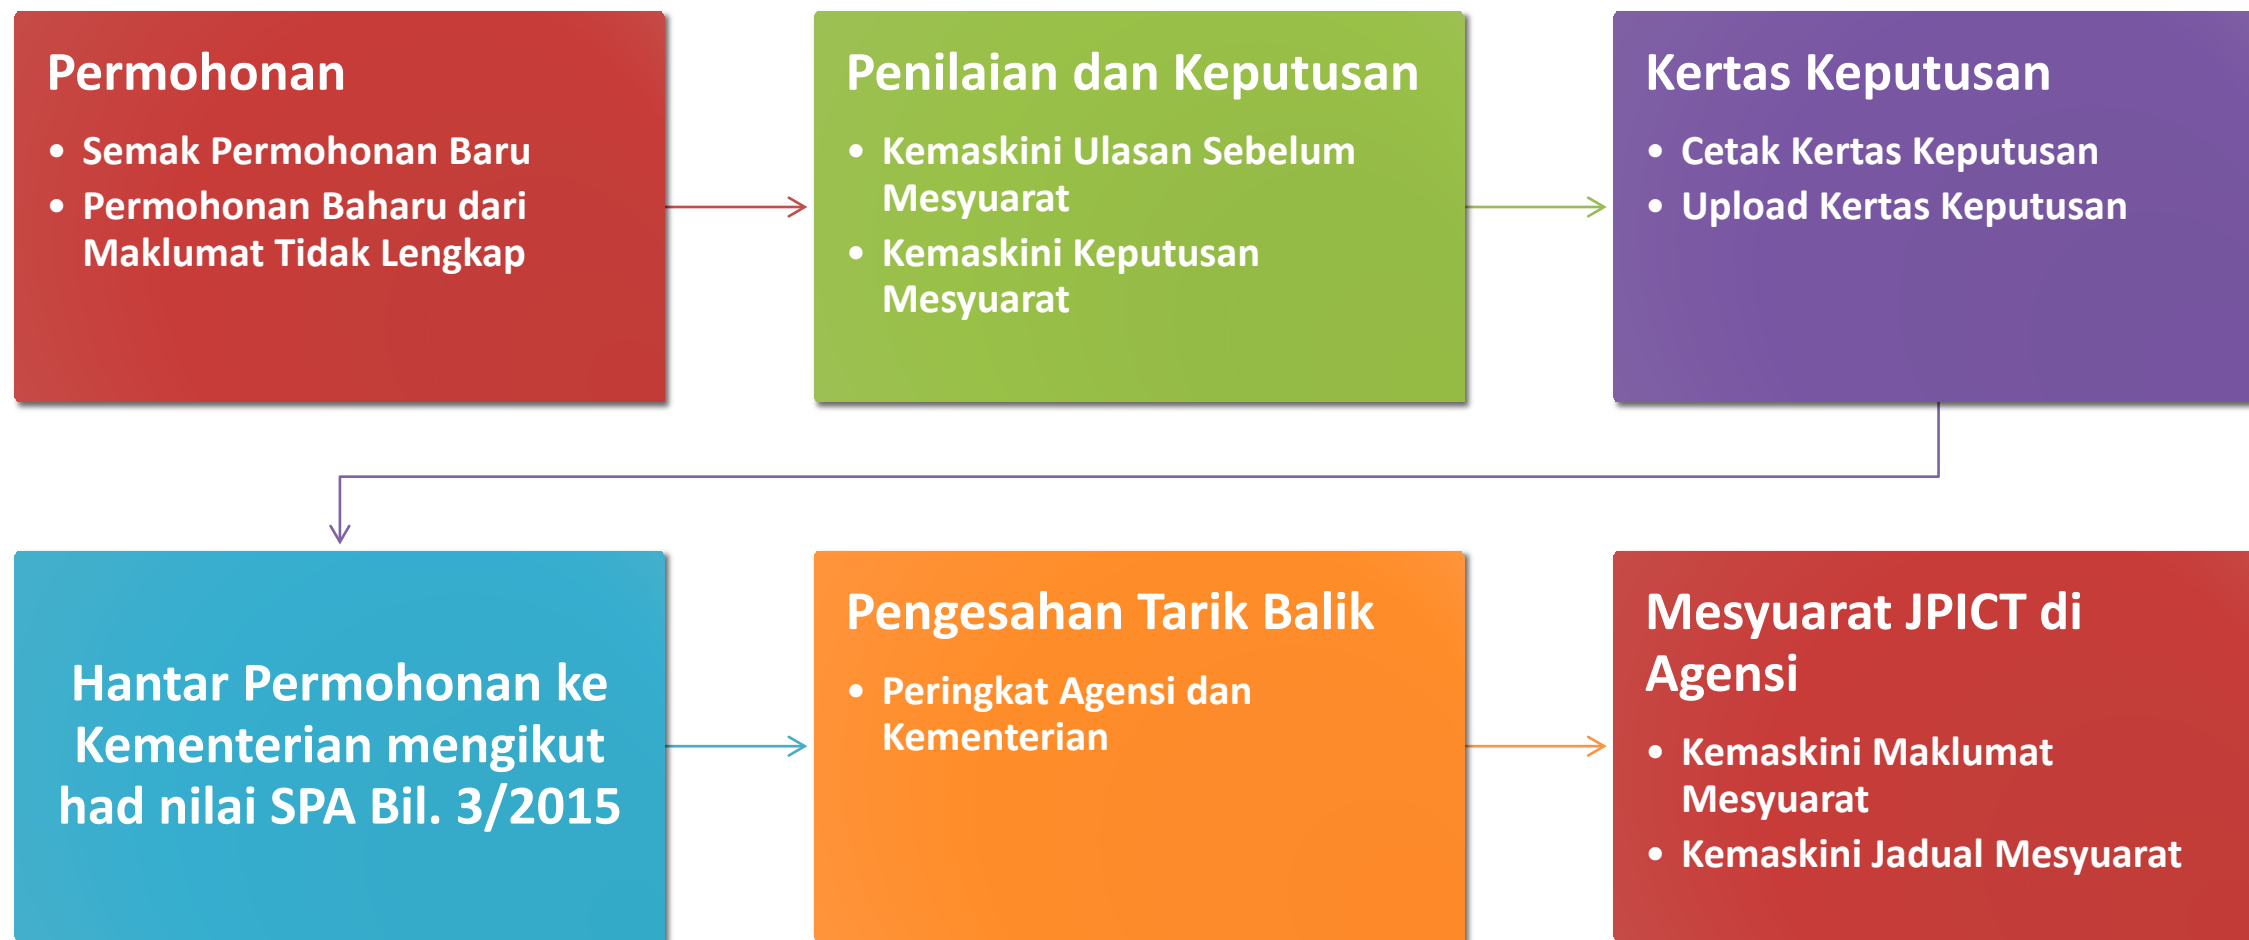 Permohonan
• Semak Permohonan Baru
• Permohonan Baharu dari
Maklumat Tidak Lengkap
Penilaian dan Keputusan
• Kemaskini Ulasan Sebelum
Mesyuarat
• Kemaskini Keputusan
Mesyuarat
Kertas Keputusan
• Cetak Kertas Keputusan
• Upload Kertas Keputusan
Hantar Permohonan ke
Kementerian mengikut
had nilai SPA Bil. 3/2015
Pengesahan Tarik Balik
• Peringkat Agensi dan
Kementerian
Mesyuarat JPICT di
Agensi
• Kemaskini Maklumat
Mesyuarat
• Kemaskini Jadual Mesyuarat